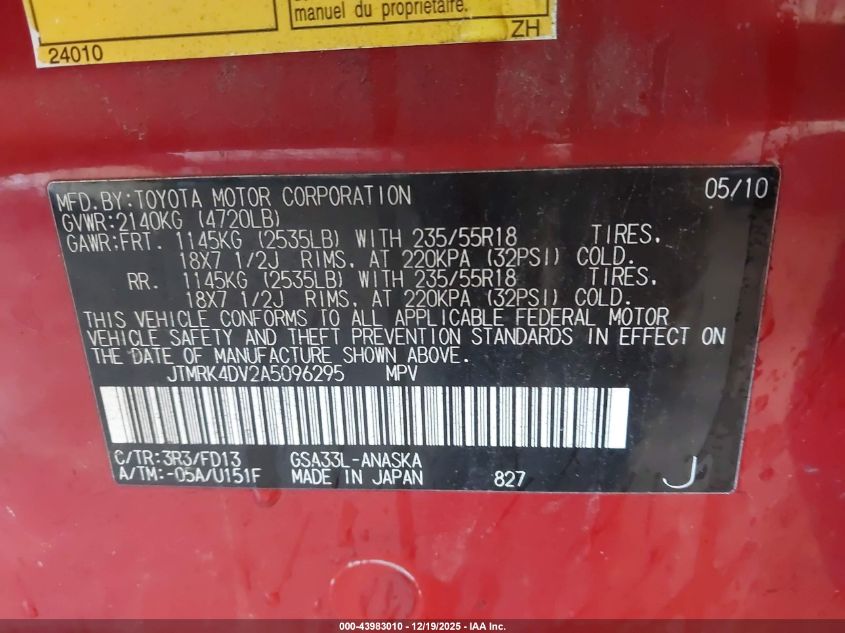 manuel du propriétaire.
24010
ZH
MFD.BY:TOYOTA MOTOR CORPORATION 05/10
GVWR:2140KG (4720LB)
GAWR:FRT. 1145KG (2535LB) WITH 235/55R18 TIRES,
18X7 1/2J RIMS, AT 220KPA (32PSI) COLD.
RR. 1145KG (2535LB) WITH 235/55R18 TIRES,
18X7 1/2J RIMS, AT 220KPA (32PSI) COLD.
THIS VEHICLE CONFORMS TO ALL APPLICABLE FEDERAL MOTOR
VEHICLE SAFETY AND THEFT PREVENTION STANDARDS IN EFFECT ON
THE DATE OF MANUFACTURE SHOWN ABOVE.
JTMRK4DV2A5096295 MPV
C/TR:3R3/FD13 GSA33L-ANASKA
A/TM:-05A/U151F MADE IN JAPAN 827 J
000-43983010 - 12/19/2025 - IAA Inc.